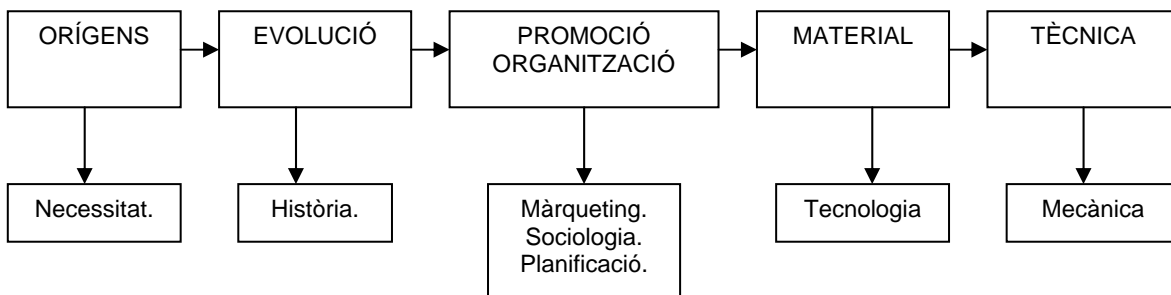 ORÍGENS
EVOLUCIÓ
PROMOCIÓ
ORGANITZACIÓ
MATERIAL
TÈCNICA
Necessitat.
Història.
Màrqueting.
Sociologia.
Planificació.
Tecnologia
Mecànica